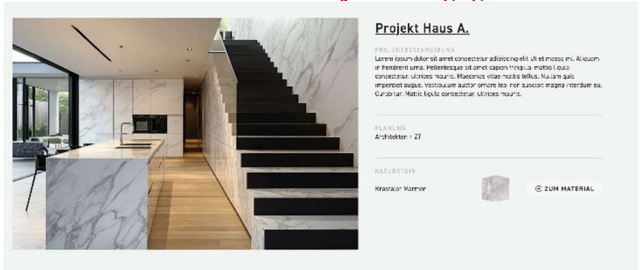 Projekt Haus A.
PROJEKTBESCHREIBUNG
Lorem ipsum dolor sit amet consectetur adipiscing elit Ut et massa mi. Aliquam
in hendrerit urna. Pellentesque sit amet sapien fringilla, mattis ligula
consectetur, ultrices mauris. Maecenas vitae mattis tellus. Nullam quis
imperdiet augue. Vestibulum auctor ornare leo, non suscipit magna interdum eu.
Curabitur. Mattis ligula consectetur, ultrices mauris.
PLANUNG
Architekten + ZT
NATURSTEIN
Krastaler Marmor
ZUM MATERIAL